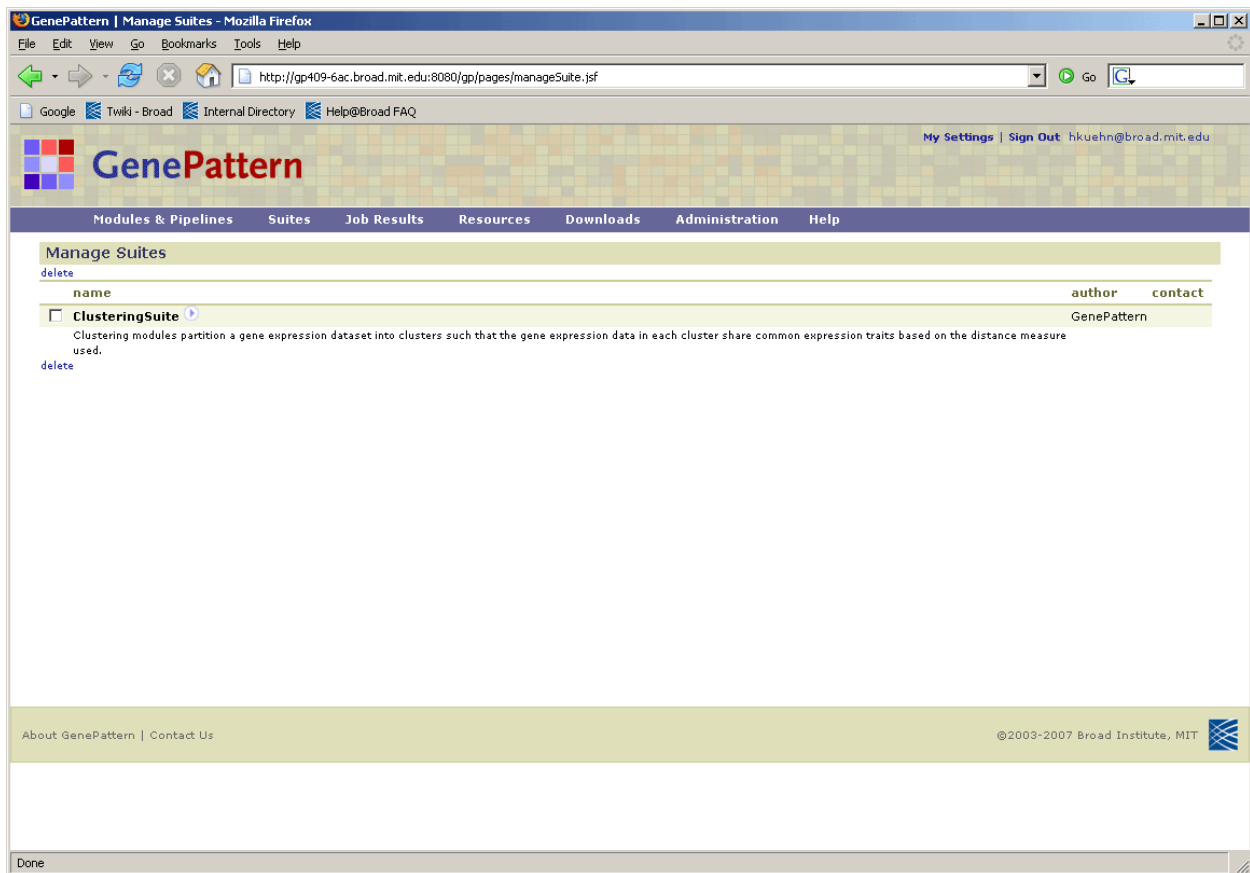 GenePattern | Manage Suites - Mozilla Firefox
File Edit View Go Bookmarks Tools Help
http://gp409-6ac.broad.mit.edu:8080/gp/pages/manageSuite.jsf Go G
Google Twiki - Broad Internal Directory Help@Broad FAQ
My Settings | Sign Out hkuehn@broad.mit.edu
GenePattern
Modules & Pipelines Suites Job Results Resources Downloads Administration Help
Manage Suites
delete
name author contact
ClusteringSuite GenePattern
Clustering modules partition a gene expression dataset into clusters such that the gene expression data in each cluster share common expression traits based on the distance measure
used.
delete
About GenePattern | Contact Us ©2003-2007 Broad Institute, MIT
Done